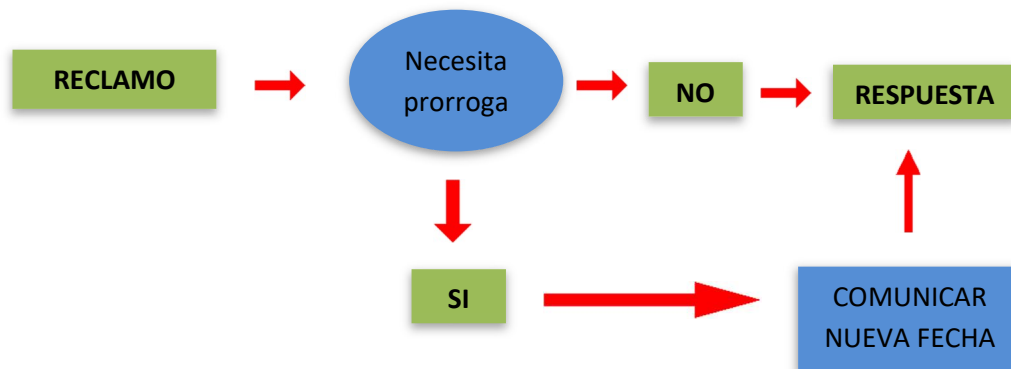 RECLAMO
Necesita
prorroga
NO
RESPUESTA
SI
COMUNICAR
NUEVA FECHA